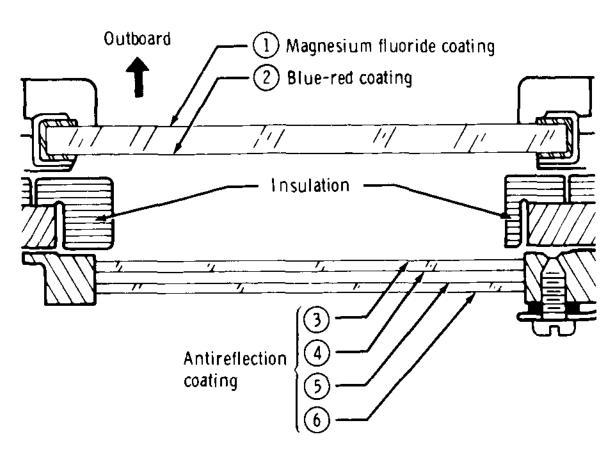 Outboard
1 Magnesium fluoride coating
2 Blue-red coating
Insulation
3
4
Antireflection
coating
5
6